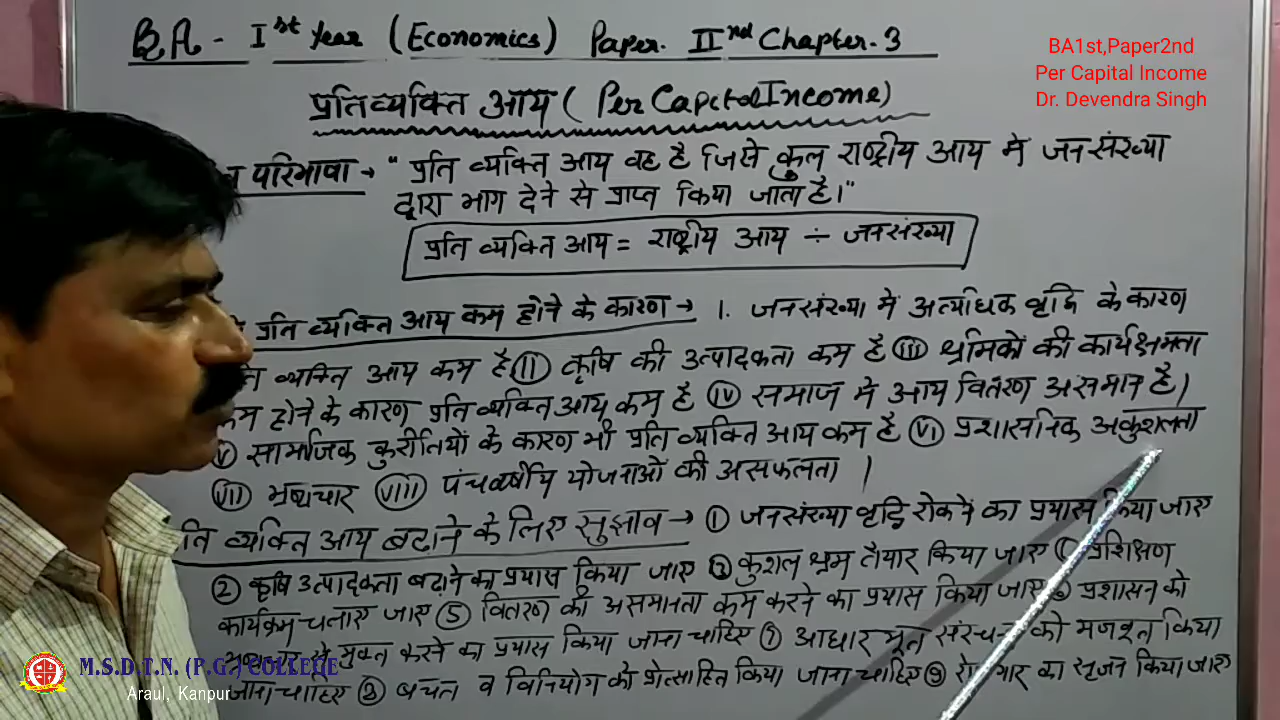 B.A - Ist Year (Economics) Paper. IInd Chapter.3
BA1st,Paper2nd
Per Capital Income
Dr. Devendra Singh
प्रति व्यक्ति आय ( Per Capital Income)
परिभाषा → " प्रति व्यक्ति आय वह है जिसे कुल राष्ट्रीय आय मे जनसंख्या
द्वारा भाग देने से प्राप्त किया जाता है।"
प्रति व्यक्ति आय = राष्ट्रीय आय ÷ जनसंख्या
प्रति व्यक्ति आय कम होने के कारण → 1. जनसंख्या मे अत्यधिक वृद्धि के कारण
व्यक्ति आय कम है II कृषि की उत्पादकता कम है III श्रमिकों की कार्यक्षमता
कम होने के कारण प्रति व्यक्ति आय कम है IV समाज मे आय वितरण असमान है।
V सामाजिक कुरीतियों के कारण भी प्रति व्यक्ति आय कम है VI प्रशासनिक अकुशलता
VII भ्रष्टाचार VIII पंचवर्षीय योजनाओं की असफलता ।
व्यक्ति आय बढाने के लिए सुझाव → 1 जनसंख्या वृद्धि रोकने का प्रयास किया जाए
2 कृषि उत्पादकता बढाने का प्रयास किया जाए 3 कुशल श्रम तैयार किया जाए प्रशिक्षण
कार्यक्रम चलाए जाए 5 वितरण की असमानता कम करने का प्रयास किया जाए प्रशासन को
मुक्त करने का प्रयास किया जाना चाहिए 7 आधार भूत को मजबूत किया
जाना चाहिए 8 बचत व विनियोग को प्रोत्साहित किया जाना चाहिए 9 का सृजन किया जाए
M.S.D.T.N. (P.G.) COLLEGE
Araul, Kanpur